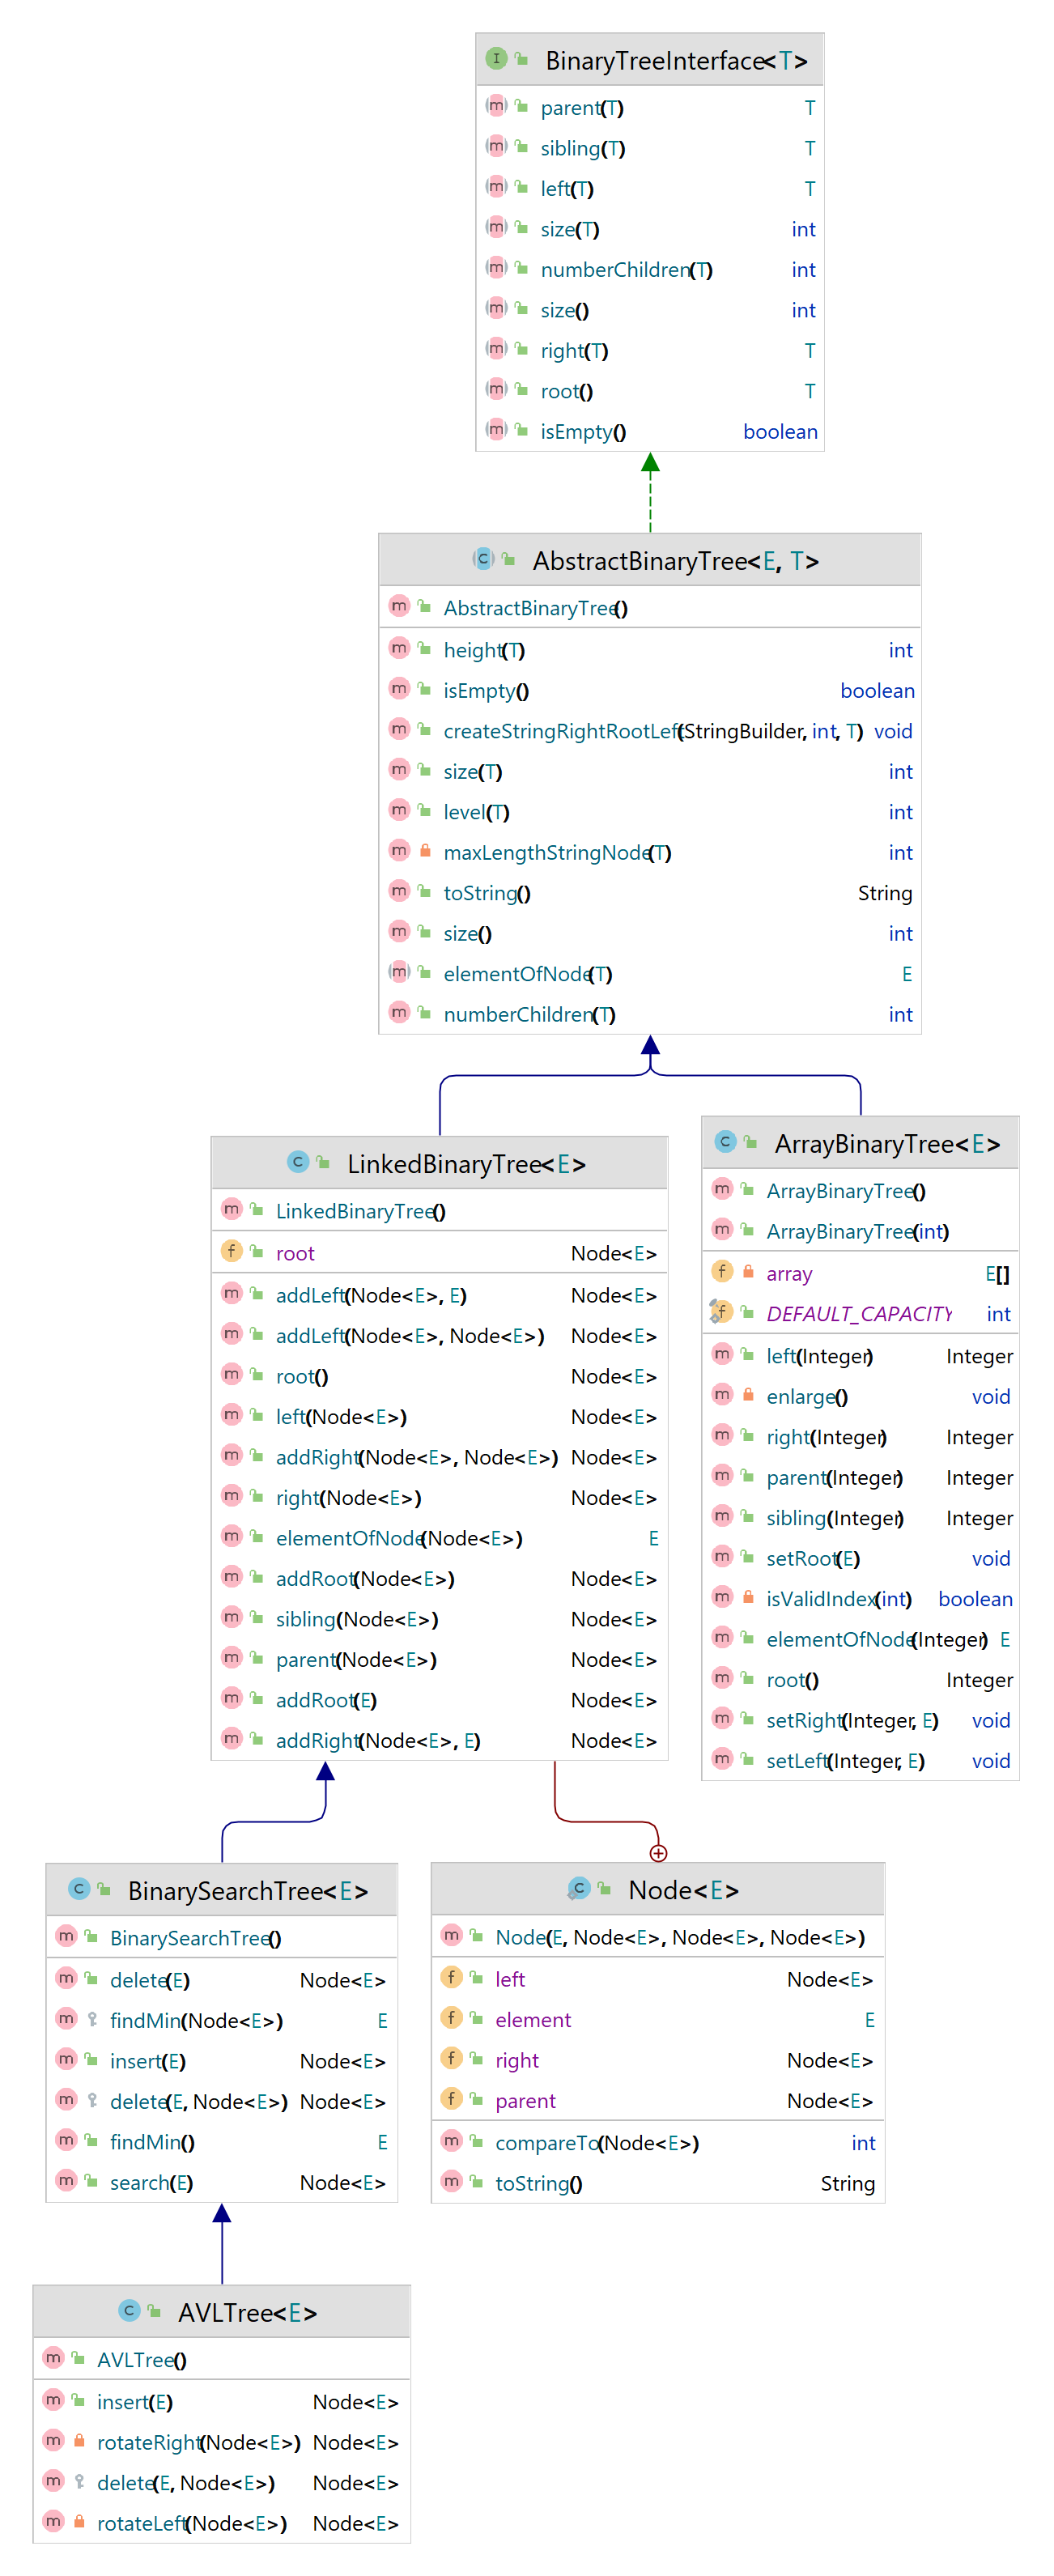 BinaryTreeInterface<T>
parent(T) T
sibling(T) T
left(T) T
size(T) int
numberChildren(T) int
size() int
right(T) T
root() T
isEmpty() boolean
AbstractBinaryTree<E, T>
AbstractBinaryTree()
height(T) int
isEmpty() boolean
createStringRightRootLeft(StringBuilder, int, T) void
size(T) int
level(T) int
maxLengthStringNode(T) int
toString() String
size() int
elementOfNode(T) E
numberChildren(T) int
LinkedBinaryTree<E>
LinkedBinaryTree()
root Node<E>
addLeft(Node<E>, E) Node<E>
addLeft(Node<E>, Node<E>) Node<E>
root() Node<E>
left(Node<E>) Node<E>
addRight(Node<E>, Node<E>) Node<E>
right(Node<E>) Node<E>
elementOfNode(Node<E>) E
addRoot(Node<E>) Node<E>
sibling(Node<E>) Node<E>
parent(Node<E>) Node<E>
addRoot(E) Node<E>
addRight(Node<E>, E) Node<E>
ArrayBinaryTree<E>
ArrayBinaryTree()
ArrayBinaryTree(int)
array E[]
DEFAULT_CAPACITY int
left(Integer) Integer
enlarge() void
right(Integer) Integer
parent(Integer) Integer
sibling(Integer) Integer
setRoot(E) void
isValidIndex(int) boolean
elementOfNode(Integer) E
root() Integer
setRight(Integer, E) void
setLeft(Integer, E) void
BinarySearchTree<E>
BinarySearchTree()
delete(E) Node<E>
findMin(Node<E>) E
insert(E) Node<E>
delete(E, Node<E>) Node<E>
findMin() E
search(E) Node<E>
Node<E>
Node(E, Node<E>, Node<E>, Node<E>)
left Node<E>
element E
right Node<E>
parent Node<E>
compareTo(Node<E>) int
toString() String
AVLTree<E>
AVLTree()
insert(E) Node<E>
rotateRight(Node<E>) Node<E>
delete(E, Node<E>) Node<E>
rotateLeft(Node<E>) Node<E>